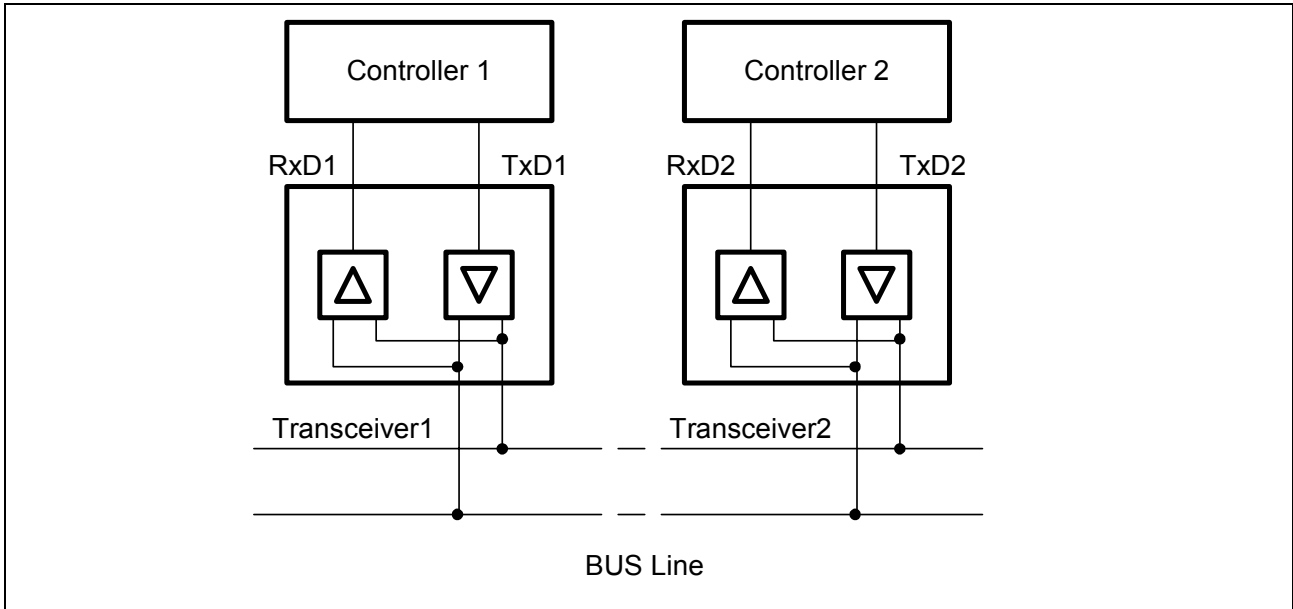 Controller 1
Controller 2
RxD1
TxD1
RxD2
TxD2
Transceiver1
Transceiver2
BUS Line